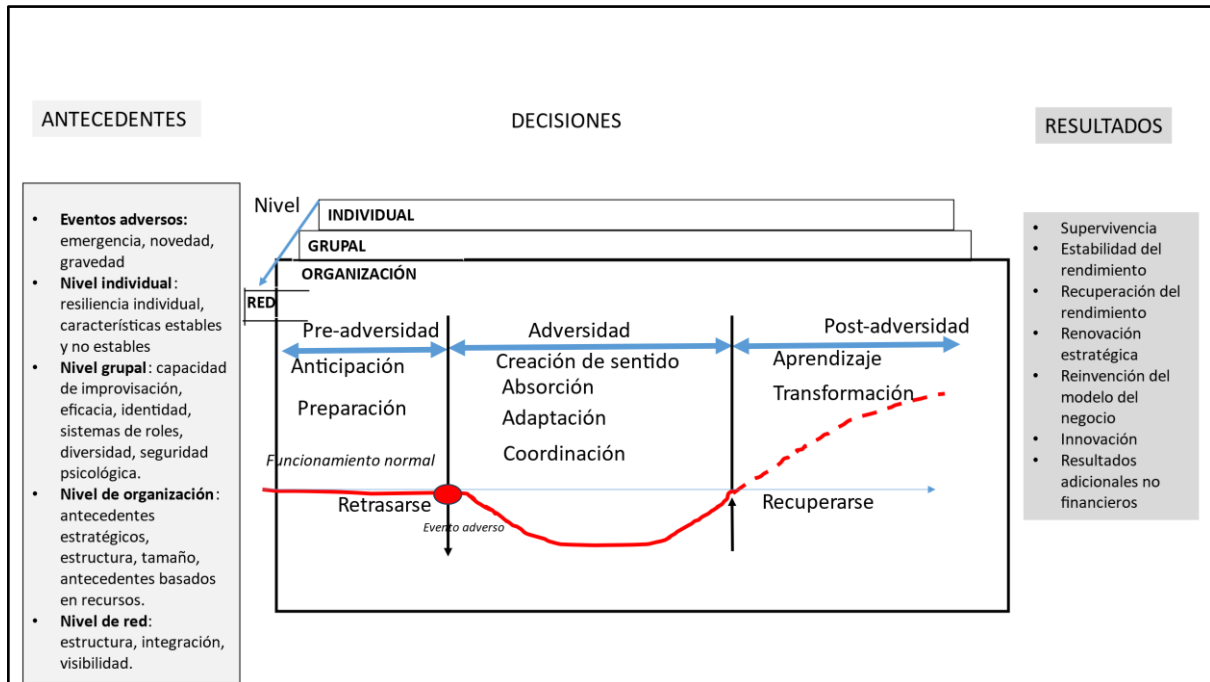 ANTECEDENTES
DECISIONES
RESULTADOS
• Eventos adversos:
emergencia, novedad,
gravedad
• Nivel individual:
resiliencia individual,
características estables
y no estables
• Nivel grupal: capacidad
de improvisación,
eficacia, identidad,
sistemas de roles,
diversidad, seguridad
psicológica.
• Nivel de organización:
antecedentes
estratégicos,
estructura, tamaño,
antecedentes basados
en recursos.
• Nivel de red:
estructura, integración,
visibilidad.
Nivel
INDIVIDUAL
GRUPAL
ORGANIZACIÓN
RED
Pre-adversidad
Anticipación
Preparación
Funcionamiento normal
Retrasarse
Evento adverso
Adversidad
Creación de sentido
Absorción
Adaptación
Coordinación
Post-adversidad
Aprendizaje
Transformación
Recuperarse
• Supervivencia
• Estabilidad del
rendimiento
• Recuperación del
rendimiento
• Renovación
estratégica
• Reinvención del
modelo del
negocio
• Innovación
• Resultados
adicionales no
financieros